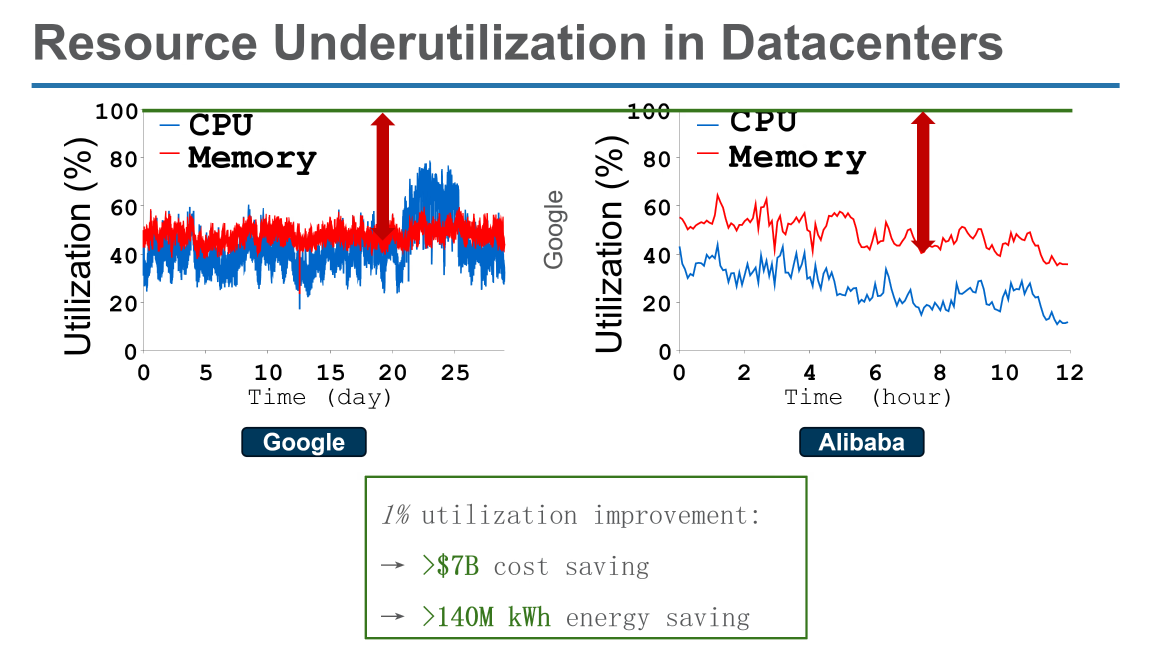 Resource Underutilization in Datacenters
Utilization (%)
100
80
60
40
20
0
CPU
Memory
0 5 10 15 20 25
Time (day)
Google
Google
Utilization (%)
100
80
60
40
20
0
CPU
Memory
0 2 4 6 8 10 12
Time (hour)
Alibaba
1% utilization improvement:
→ >$7B cost saving
→ >140M kWh energy saving